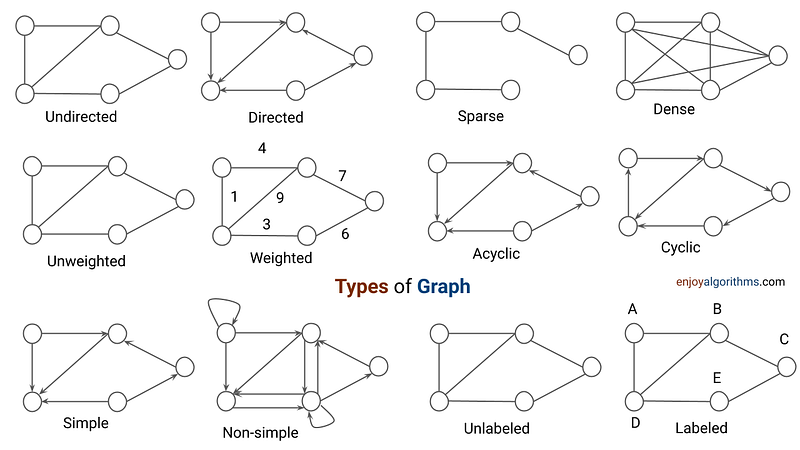 Undirected
Directed
Sparse
Dense
4
7
1
9
3
6
Unweighted
Weighted
Acyclic
Cyclic
Types of Graph
enjoyalgorithms.com
A
B
C
E
D
Simple
Non-simple
Unlabeled
Labeled